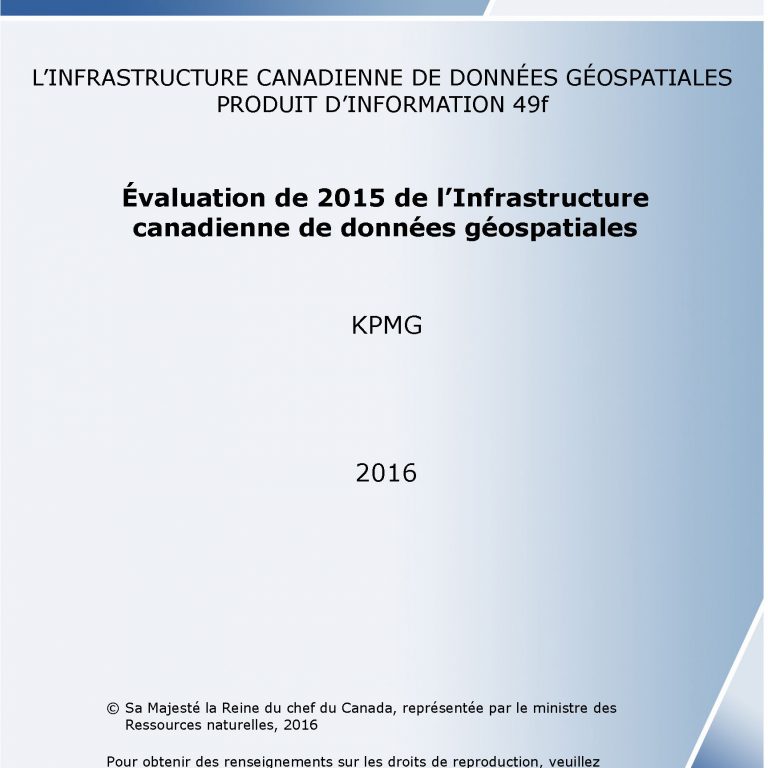 L’INFRASTRUCTURE CANADIENNE DE DONNÉES GÉOSPATIALES
PRODUIT D’INFORMATION 49f
Évaluation de 2015 de l’Infrastructure
canadienne de données géospatiales
KPMG
2016
© Sa Majesté la Reine du chef du Canada, représentée par le ministre des
Ressources naturelles, 2016
Pour obtenir des renseignements sur les droits de reproduction, veuillez